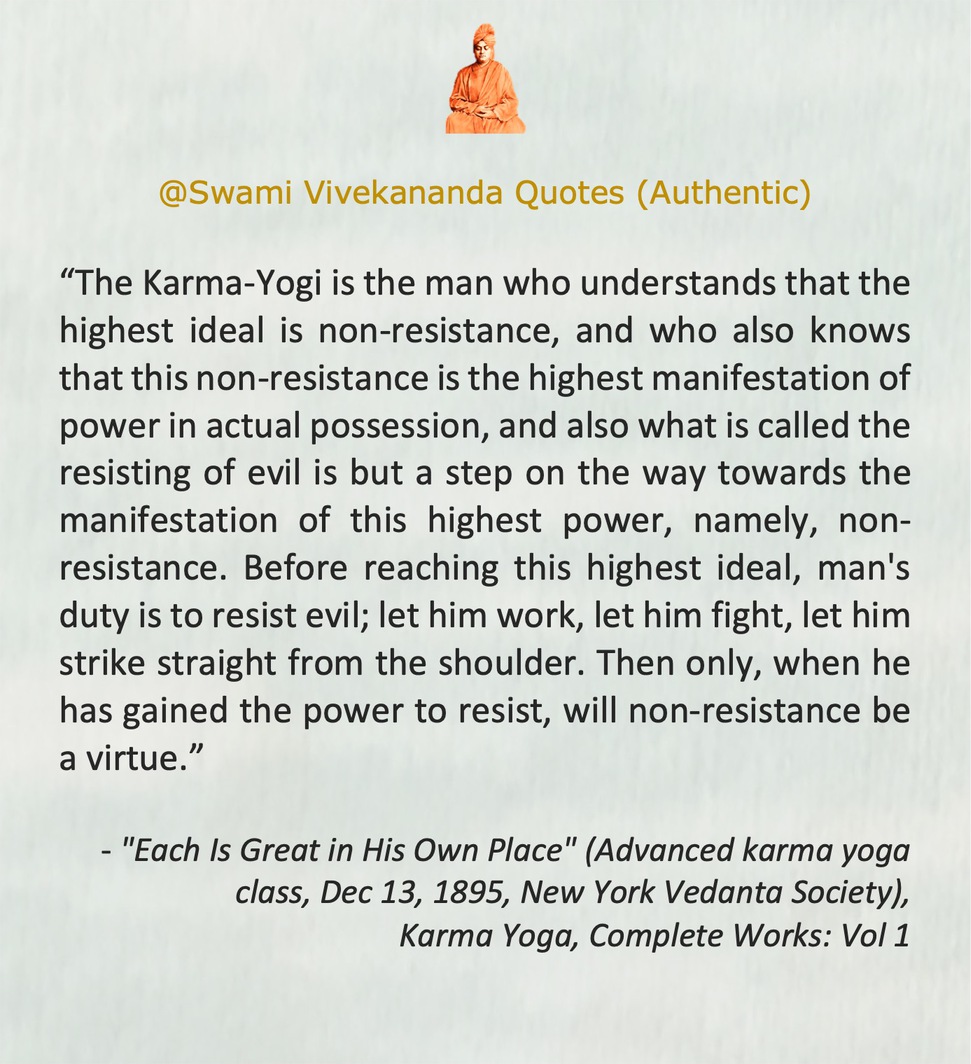 @Swami Vivekananda Quotes (Authentic)
“The Karma-Yogi is the man who understands that the
highest ideal is non-resistance, and who also knows
that this non-resistance is the highest manifestation of
power in actual possession, and also what is called the
resisting of evil is but a step on the way towards the
manifestation of this highest power, namely, non-
resistance. Before reaching this highest ideal, man's
duty is to resist evil; let him work, let him fight, let him
strike straight from the shoulder. Then only, when he
has gained the power to resist, will non-resistance be
a virtue.”
- "Each Is Great in His Own Place" (Advanced karma yoga
class, Dec 13, 1895, New York Vedanta Society),
Karma Yoga, Complete Works: Vol 1